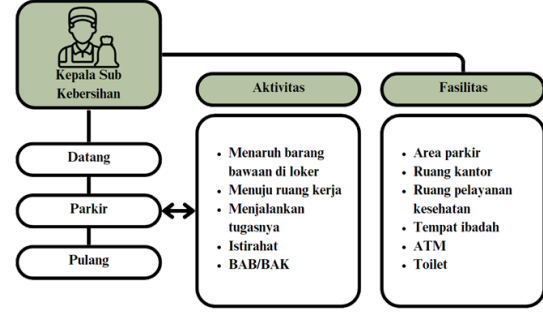 Kepala Sub
Kebersihan
Datang
Parkir
Pulang
Aktivitas
• Menaruh barang
bawaan di loker
• Menuju ruang kerja
• Menjalankan
tugasnya
• Istirahat
• BAB/BAK
Fasilitas
• Area parkir
• Ruang kantor
• Ruang pelayanan
kesehatan
• Tempat ibadah
• ATM
• Toilet